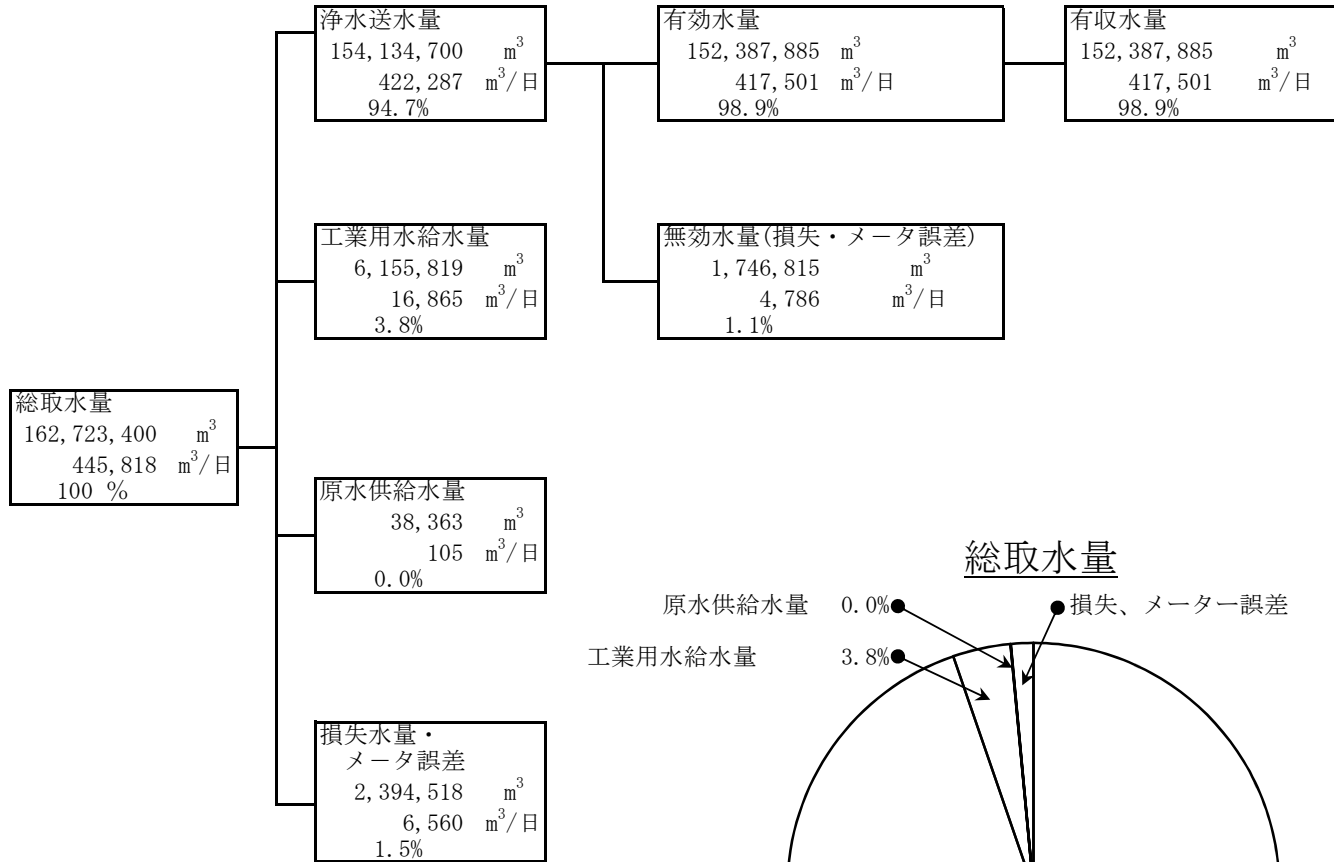 浄水送水量
154,134,700 m³
422,287 m³/日
94.7%
有効水量
152,387,885 m³
417,501 m³/日
98.9%
有収水量
152,387,885 m³
417,501 m³/日
98.9%
工業用水給水量
6,155,819 m³
16,865 m³/日
3.8%
無効水量(損失・メータ誤差)
1,746,815 m³
4,786 m³/日
1.1%
総取水量
162,723,400 m³
445,818 m³/日
100 %
原水供給水量
38,363 m³
105 m³/日
0.0%
損失水量・
メータ誤差
2,394,518 m³
6,560 m³/日
1.5%
総取水量
原水供給水量 0.0%
損失、メーター誤差
工業用水給水量 3.8%